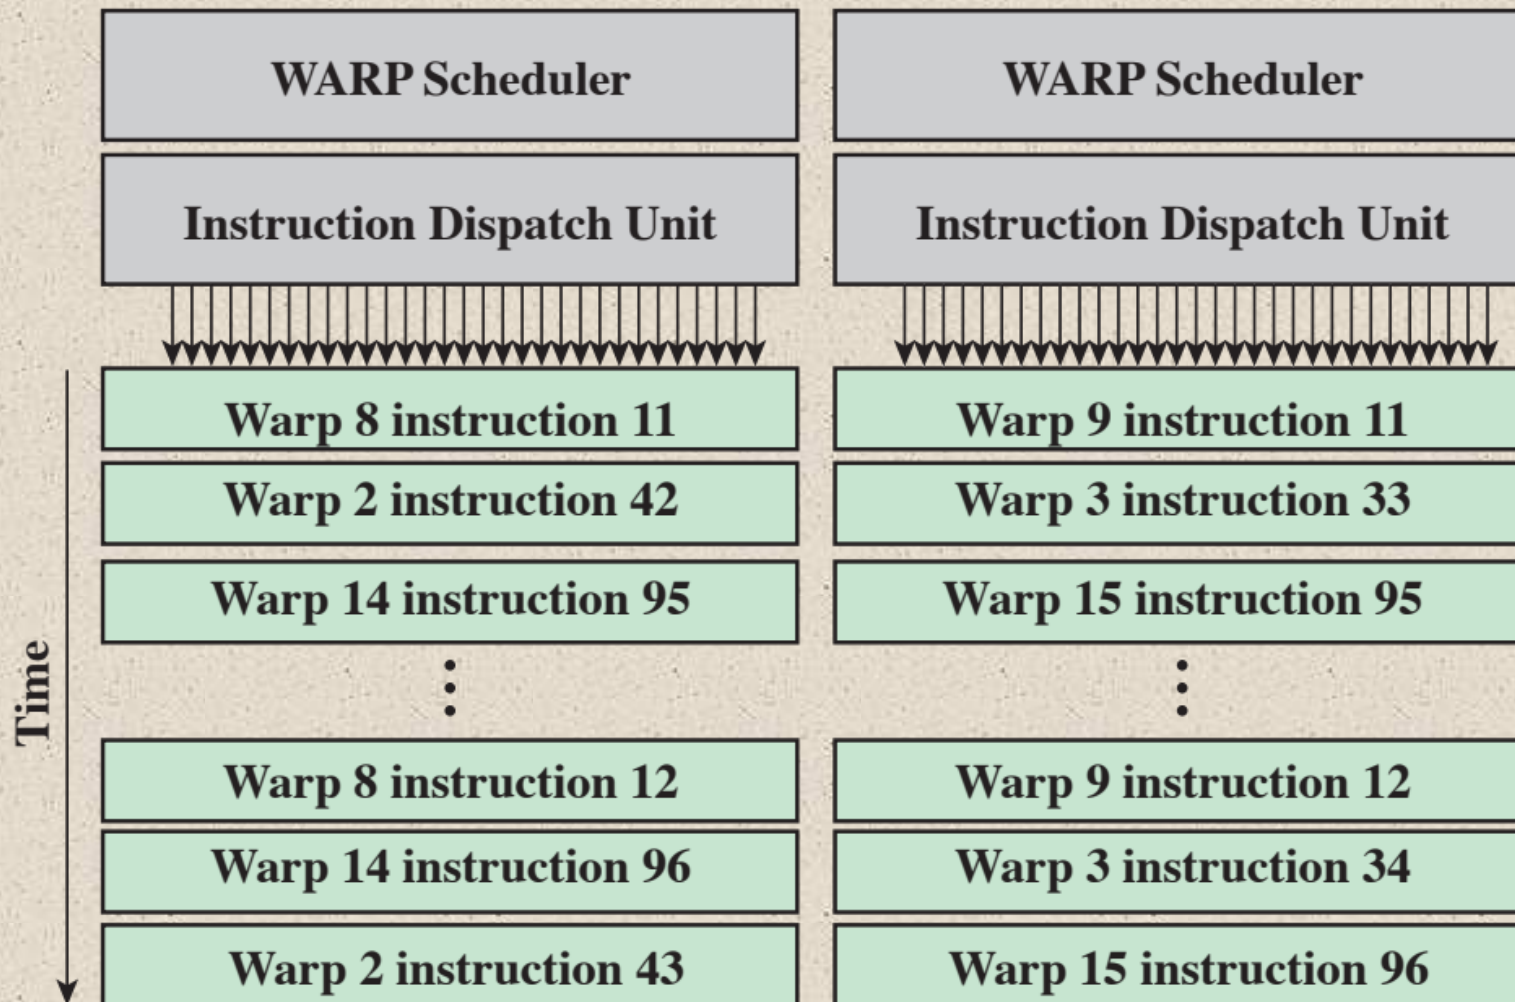 WARP Scheduler
WARP Scheduler
Instruction Dispatch Unit
Instruction Dispatch Unit
Time
Warp 8 instruction 11
Warp 9 instruction 11
Warp 2 instruction 42
Warp 3 instruction 33
Warp 14 instruction 95
Warp 15 instruction 95
Warp 8 instruction 12
Warp 9 instruction 12
Warp 14 instruction 96
Warp 3 instruction 34
Warp 2 instruction 43
Warp 15 instruction 96